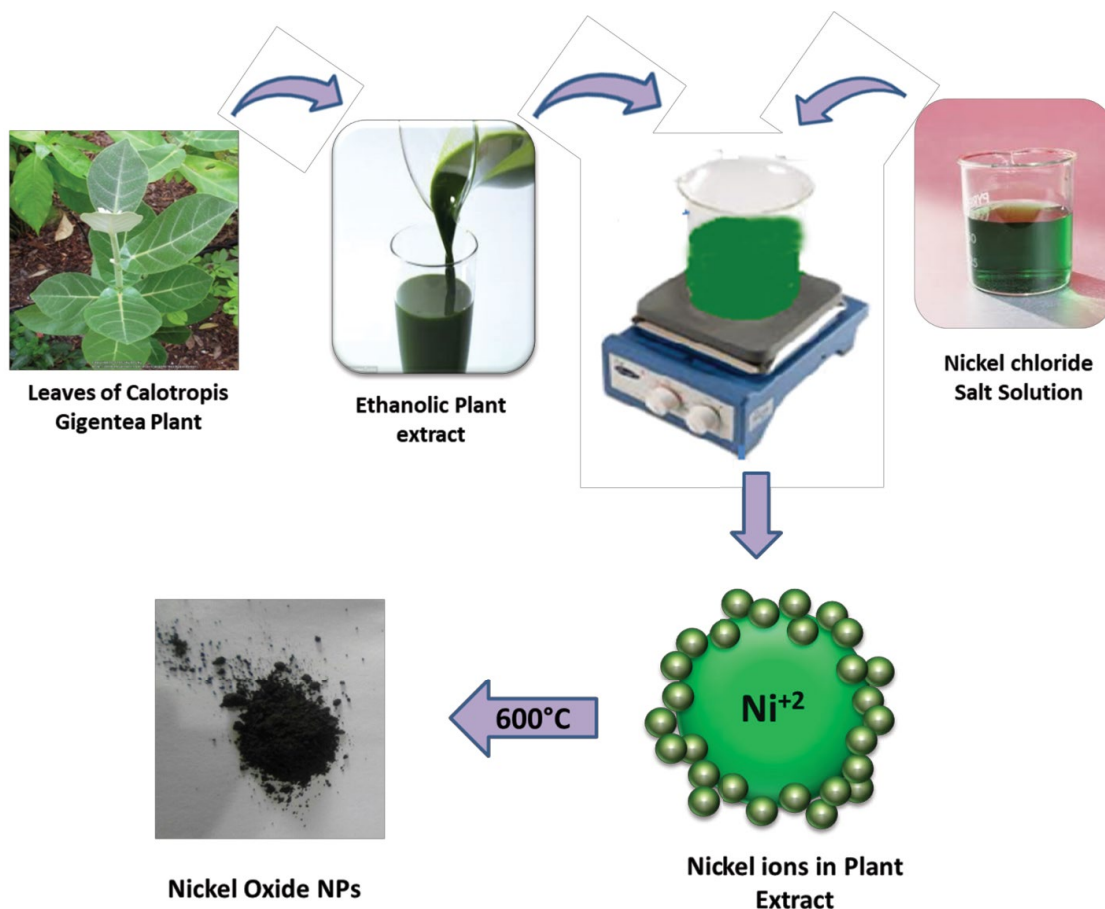 Leaves of Calotropis
Gigentea Plant
Ethanolic Plant
extract
Nickel chloride
Salt Solution
Ni+2
600°C
Nickel Oxide NPs
Nickel ions in Plant
Extract